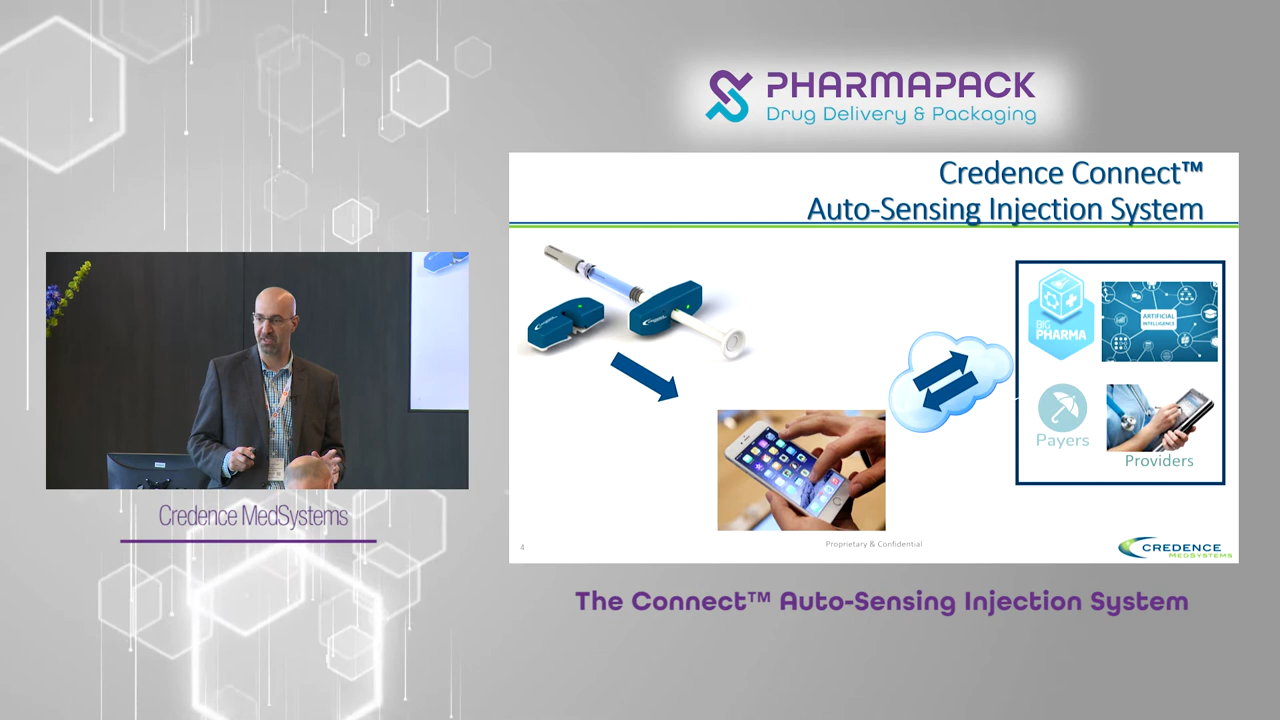 PHARMAPACK
Drug Delivery & Packaging
Credence Connect™
Auto-Sensing Injection System
BIG
PHARMA
ARTIFICIAL
INTELLIGENCE
Payers
Providers
4
Proprietary & Confidential
CREDENCE
MEDSYSTEMS
Credence MedSystems
The Connect™ Auto-Sensing Injection System